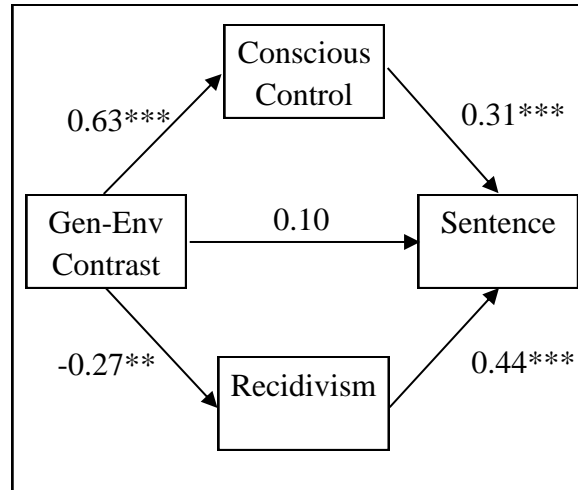 Conscious
Control
0.63***
0.31***
Gen-Env
Contrast
0.10
Sentence
-0.27**
Recidivism
0.44***